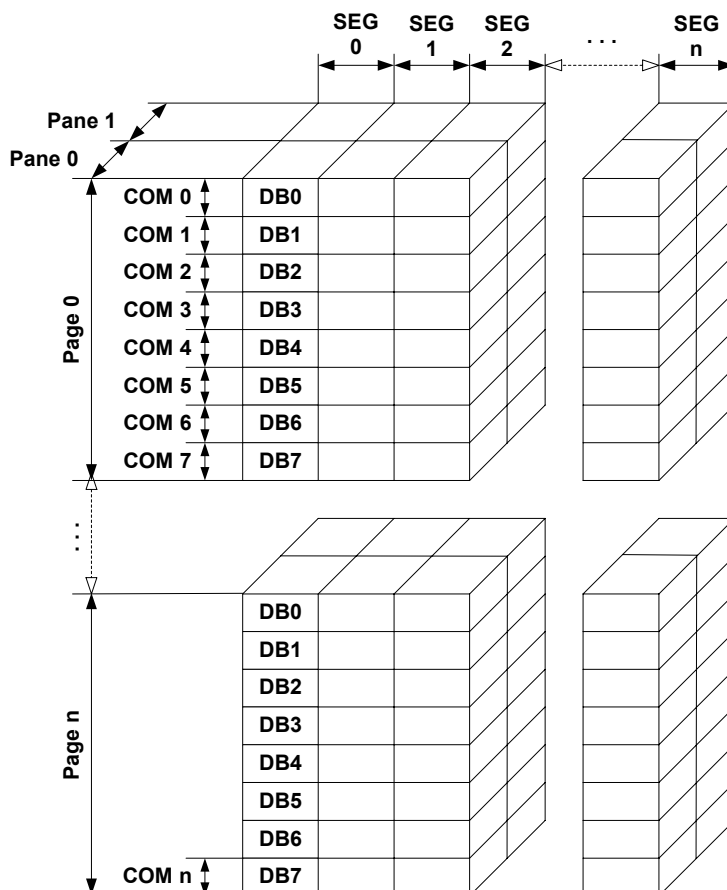 SEG 0
SEG 1
SEG 2
. . .
SEG n
Pane 1
Pane 0
Page 0
COM 0 DB0
COM 1 DB1
COM 2 DB2
COM 3 DB3
COM 4 DB4
COM 5 DB5
COM 6 DB6
COM 7 DB7
. . .
Page n
DB0
DB1
DB2
DB3
DB4
DB5
DB6
COM n DB7